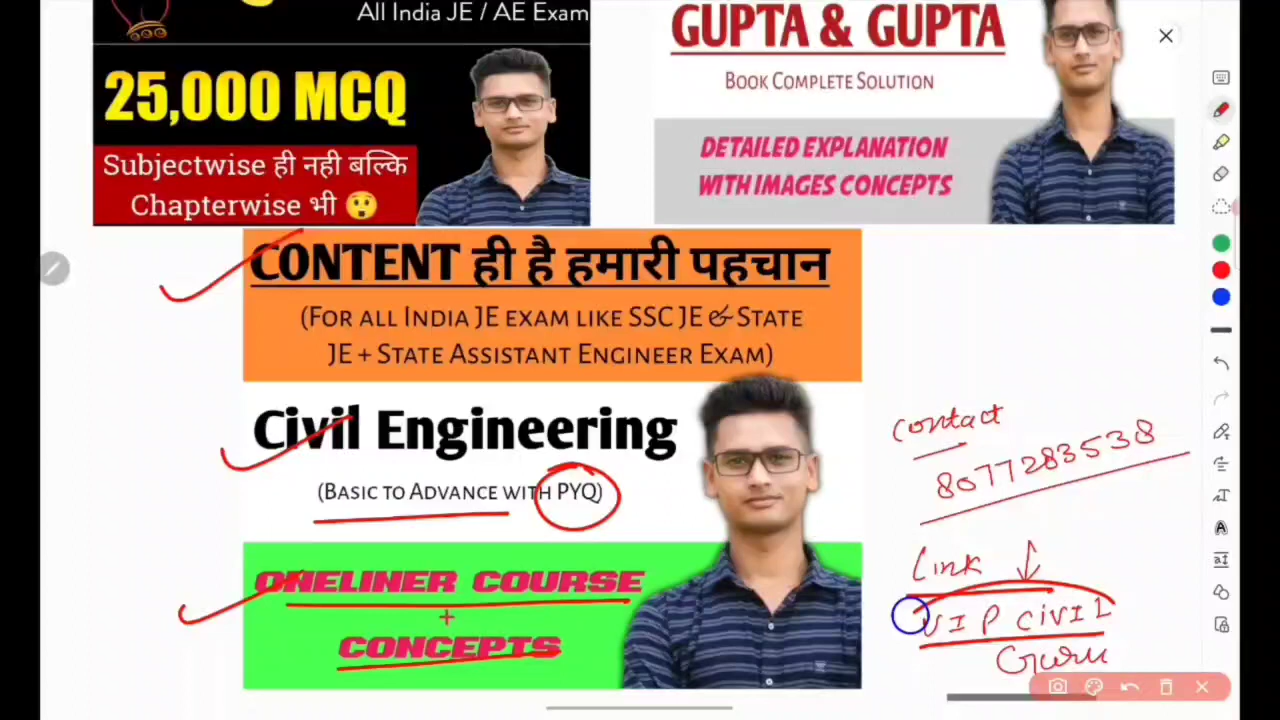 All India JE / AE Exam
25,000 MCQ
Subjectwise ही नही बल्कि
Chapterwise भी
GUPTA & GUPTA
BOOK COMPLETE SOLUTION
DETAILED EXPLANATION
WITH IMAGES CONCEPTS
CONTENT ही है हमारी पहचान
(FOR ALL INDIA JE EXAM LIKE SSC JE & STATE
JE + STATE ASSISTANT ENGINEER EXAM)
Civil Engineering
(BASIC TO ADVANCE WITH PYQ)
ONELINER COURSE
+
CONCEPTS
contact
8077283538
Link
VIP CIVIL
Guru